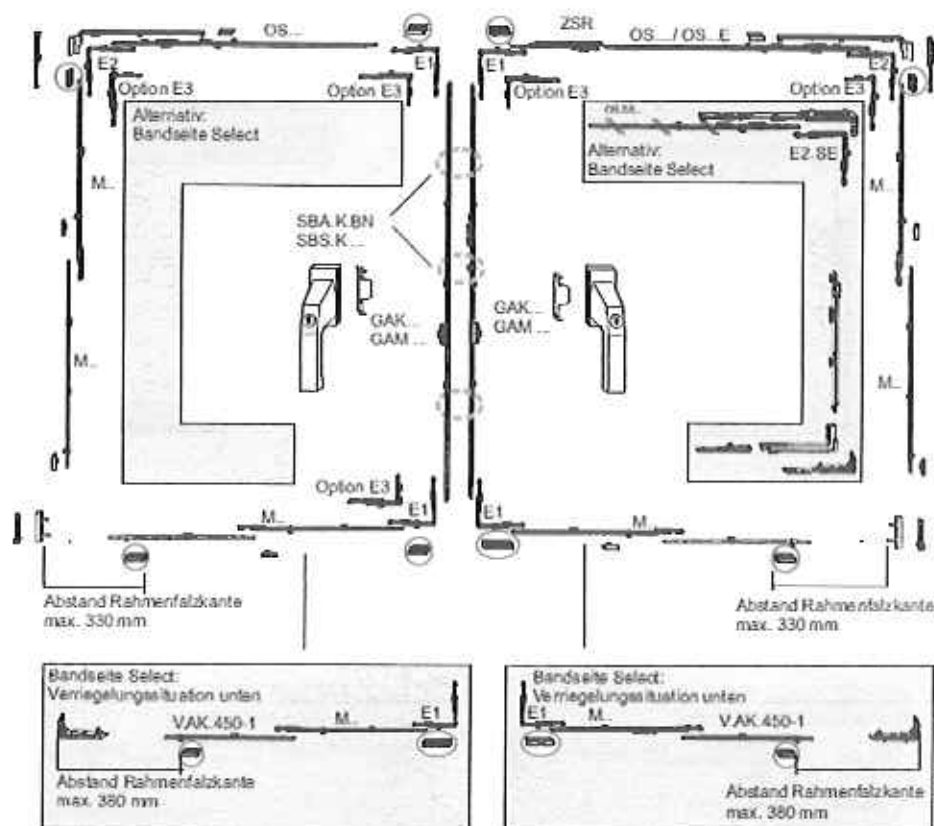 OS...
ZSR
OS.../ OS...E
E2
E1
E1
E2
Option E3
Option E3
Option E3
Option E3
Alternativ:
Bandseite Select
E2.SE
Alternativ:
Bandseite Select
M..
M..
SBA.K.BN
SBS.K ...
GAK...
GAM ...
GAK...
GAM ...
M..
M..
Option E3
E1
E1
M..
M..
Abstand Rahmenfalzkante
max. 330 mm
Abstand Rahmenfalzkante
max. 330 mm
Bandseite Select:
Verriegelungssituation unten
V.AK.450-1
M..
E1
Abstand Rahmenfalzkante
max. 380 mm
Bandseite Select:
Verriegelungssituation unten
E1
M..
V.AK.450-1
Abstand Rahmenfalzkante
max. 380 mm